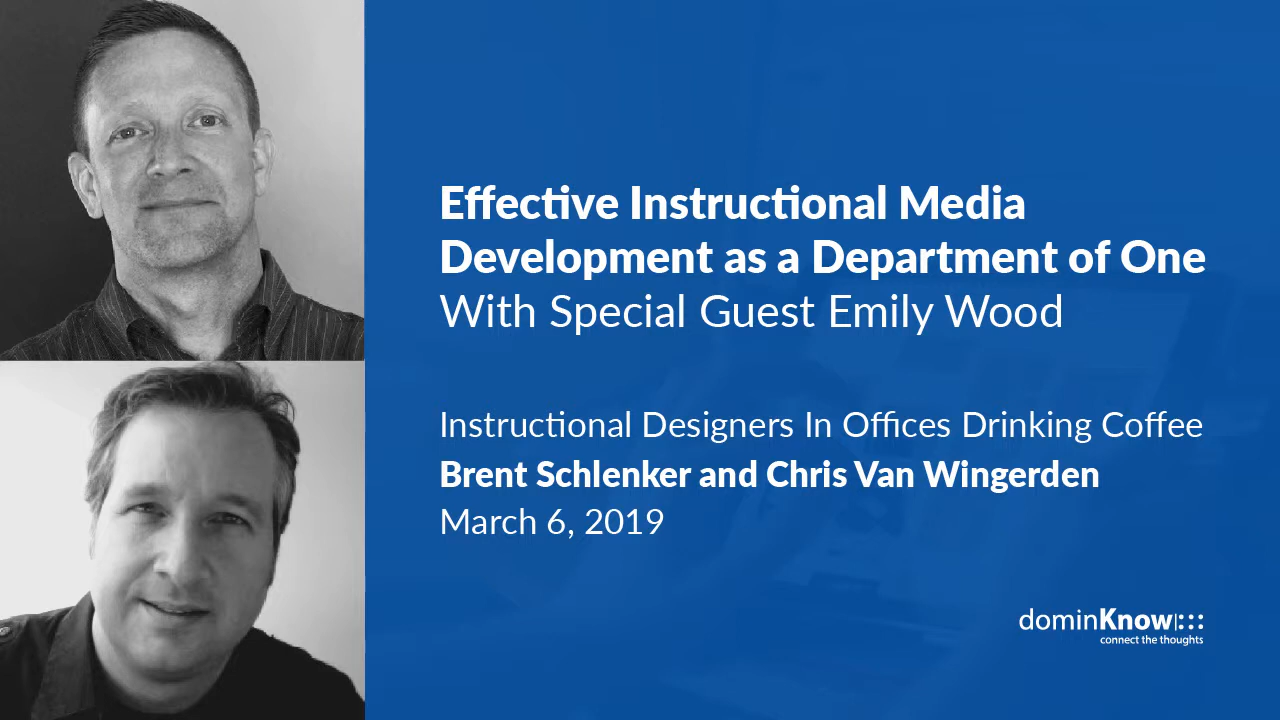 Effective Instructional Media
Development as a Department of One
With Special Guest Emily Wood
Instructional Designers In Offices Drinking Coffee
Brent Schlenker and Chris Van Wingerden
March 6, 2019
dominKnow
connect the thoughts